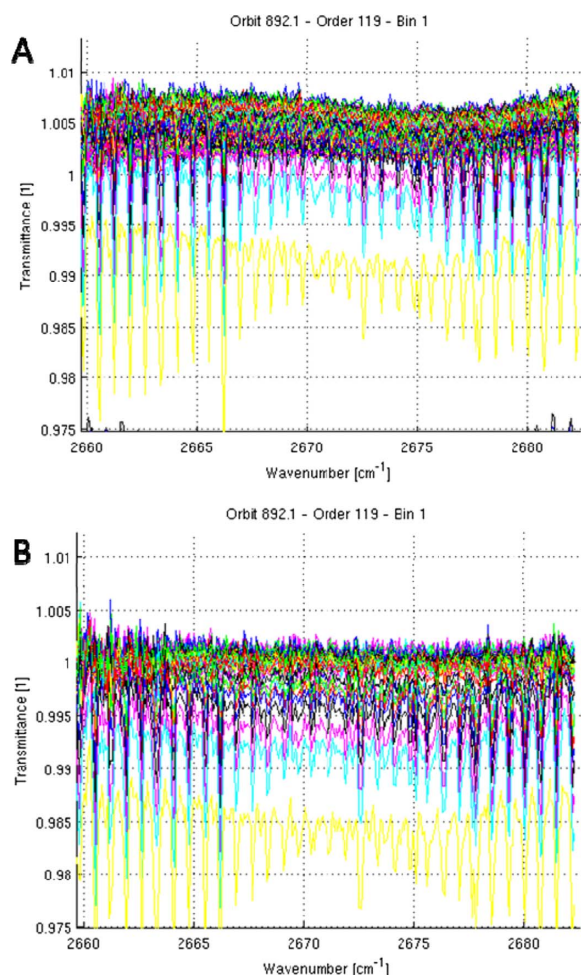 Orbit 892.1 - Order 119 - Bin 1
A
1.01
1.005
1
0.995
0.99
0.985
0.98
0.975
Transmittance [1]
2660 2665 2670 2675 2680
Wavenumber [cm-1]
Orbit 892.1 - Order 119 - Bin 1
B
1.01
1.005
1
0.995
0.99
0.985
0.98
0.975
Transmittance [1]
2660 2665 2670 2675 2680
Wavenumber [cm-1]